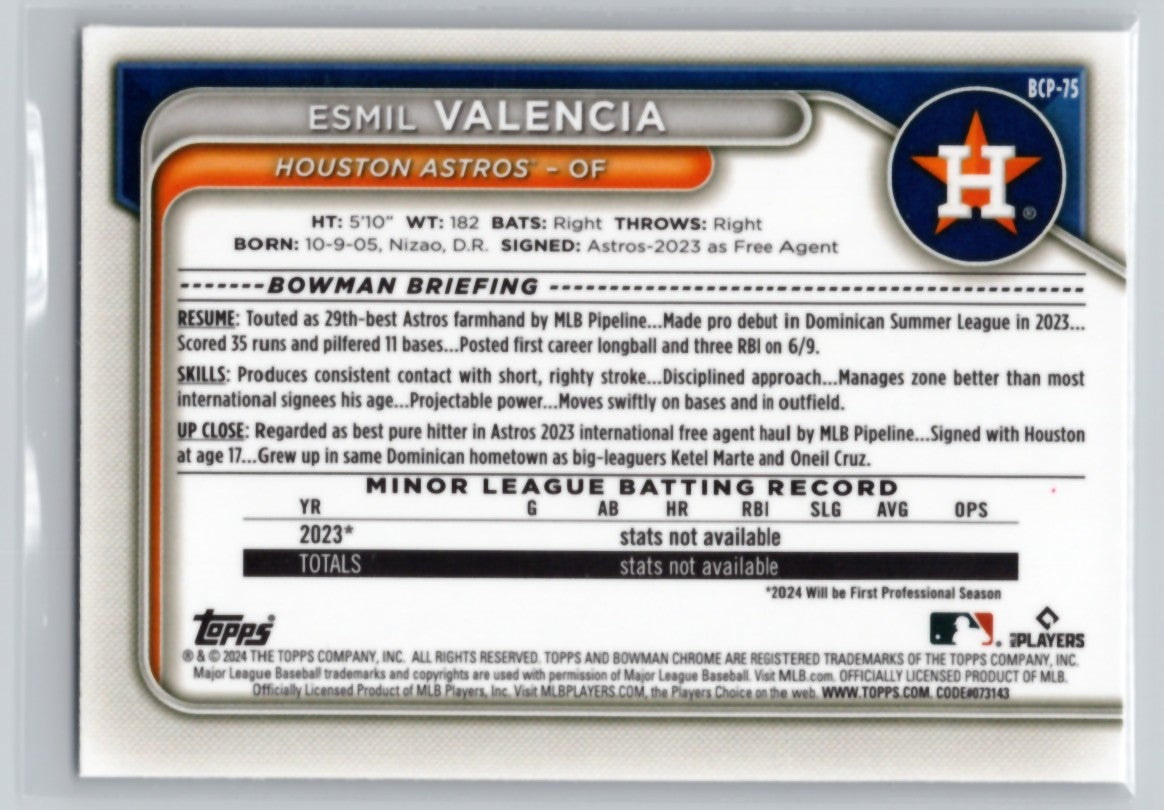 BCP-75
ESMIL VALENCIA
HOUSTON ASTROS™ – OF
H ®
HT: 5'10" WT: 182 BATS: Right THROWS: Right
BORN: 10-9-05, Nizao, D.R. SIGNED: Astros-2023 as Free Agent
BOWMAN BRIEFING
RESUME: Touted as 29th-best Astros farmhand by MLB Pipeline...Made pro debut in Dominican Summer League in 2023...
Scored 35 runs and pilfered 11 bases...Posted first career longball and three RBI on 6/9.
SKILLS: Produces consistent contact with short, righty stroke...Disciplined approach...Manages zone better than most
international signees his age...Projectable power...Moves swiftly on bases and in outfield.
UP CLOSE: Regarded as best pure hitter in Astros 2023 international free agent haul by MLB Pipeline...Signed with Houston
at age 17...Grew up in same Dominican hometown as big-leaguers Ketel Marte and Oneil Cruz.
MINOR LEAGUE BATTING RECORD
YR G AB HR RBI SLG AVG OPS
2023* stats not available
TOTALS stats not available
*2024 Will be First Professional Season
topps® PLAYERS
® & © 2024 THE TOPPS COMPANY, INC. ALL RIGHTS RESERVED. TOPPS AND BOWMAN CHROME ARE REGISTERED TRADEMARKS OF THE TOPPS COMPANY, INC.
Major League Baseball trademarks and copyrights are used with permission of Major League Baseball. Visit MLB.com. OFFICIALLY LICENSED PRODUCT OF MLB.
Officially Licensed Product of MLB Players, Inc. Visit MLBPLAYERS.COM, the Players Choice on the web. WWW.TOPPS.COM. CODE#073143